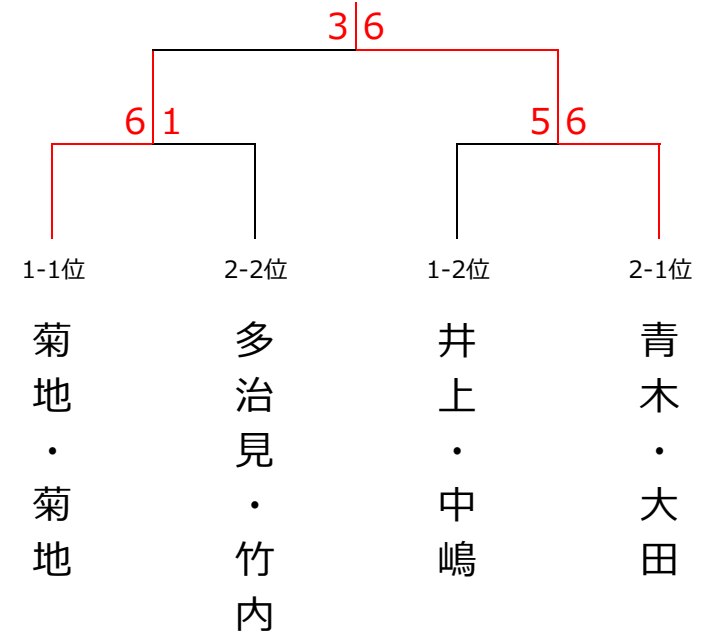 3 6
6 1
5 6
1-1位
2-2位
1-2位
2-1位
菊地・菊地
多治見・竹内
井上・中嶋
青木・大田